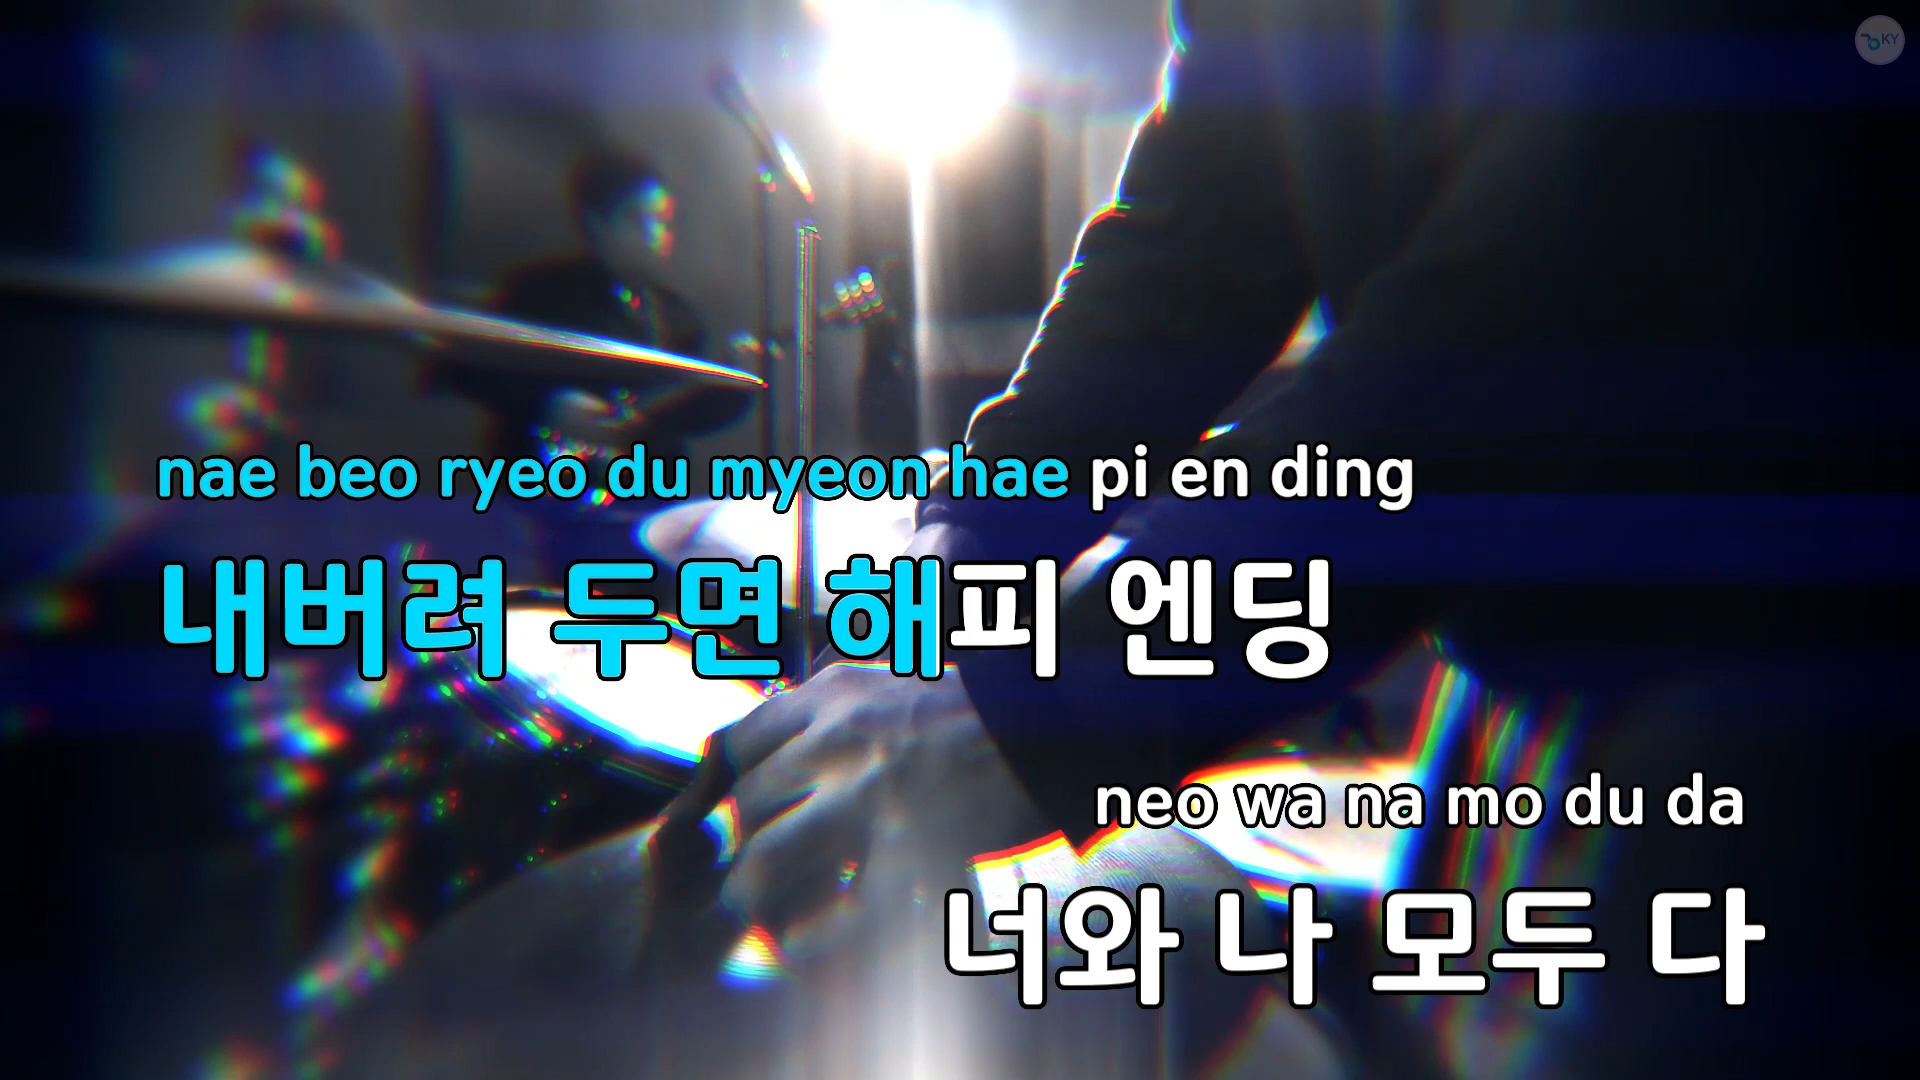 KY
nae beo ryeo du myeon hae pi en ding
내버려 두면 해피 엔딩
neo wa na mo du da
너와 나 모두 다